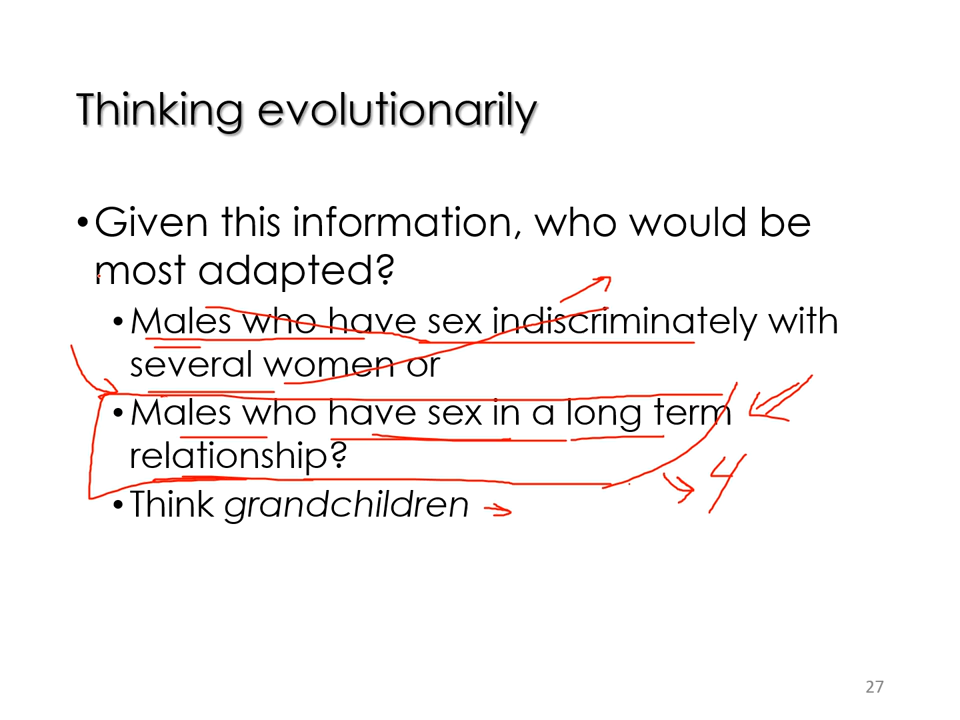 Thinking evolutionarily
• Given this information, who would be
most adapted?
• Males who have sex indiscriminately with
several women or
• Males who have sex in a long term
relationship?
4
• Think grandchildren
27